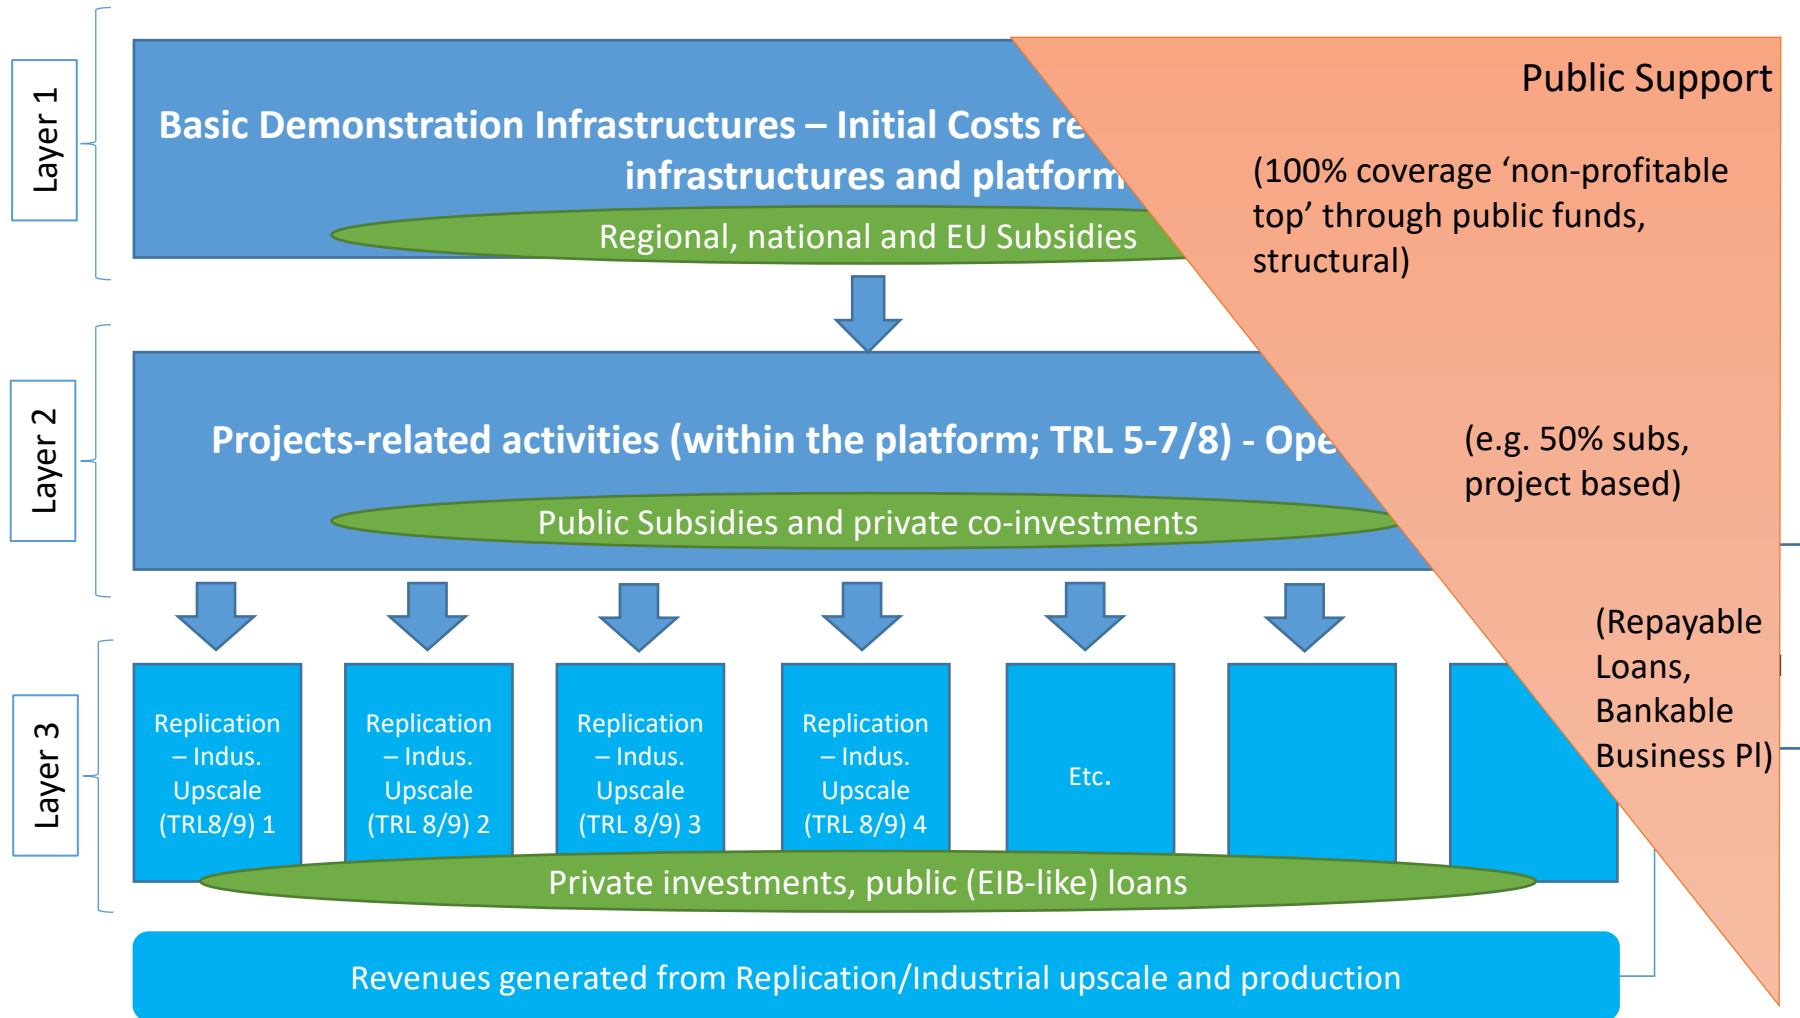 Layer 1
Basic Demonstration Infrastructures – Initial Costs re
infrastructures and platform
Regional, national and EU Subsidies
Public Support
(100% coverage ‘non-profitable
top’ through public funds,
structural)
Layer 2
Projects-related activities (within the platform; TRL 5-7/8) - Ope
Public Subsidies and private co-investments
(e.g. 50% subs,
project based)
Layer 3
Replication
– Indus.
Upscale
(TRL8/9) 1
Replication
– Indus.
Upscale
(TRL 8/9) 2
Replication
– Indus.
Upscale
(TRL 8/9) 3
Replication
– Indus.
Upscale
(TRL 8/9) 4
Etc.
(Repayable
Loans,
Bankable
Business Pl)
Private investments, public (EIB-like) loans
Revenues generated from Replication/Industrial upscale and production